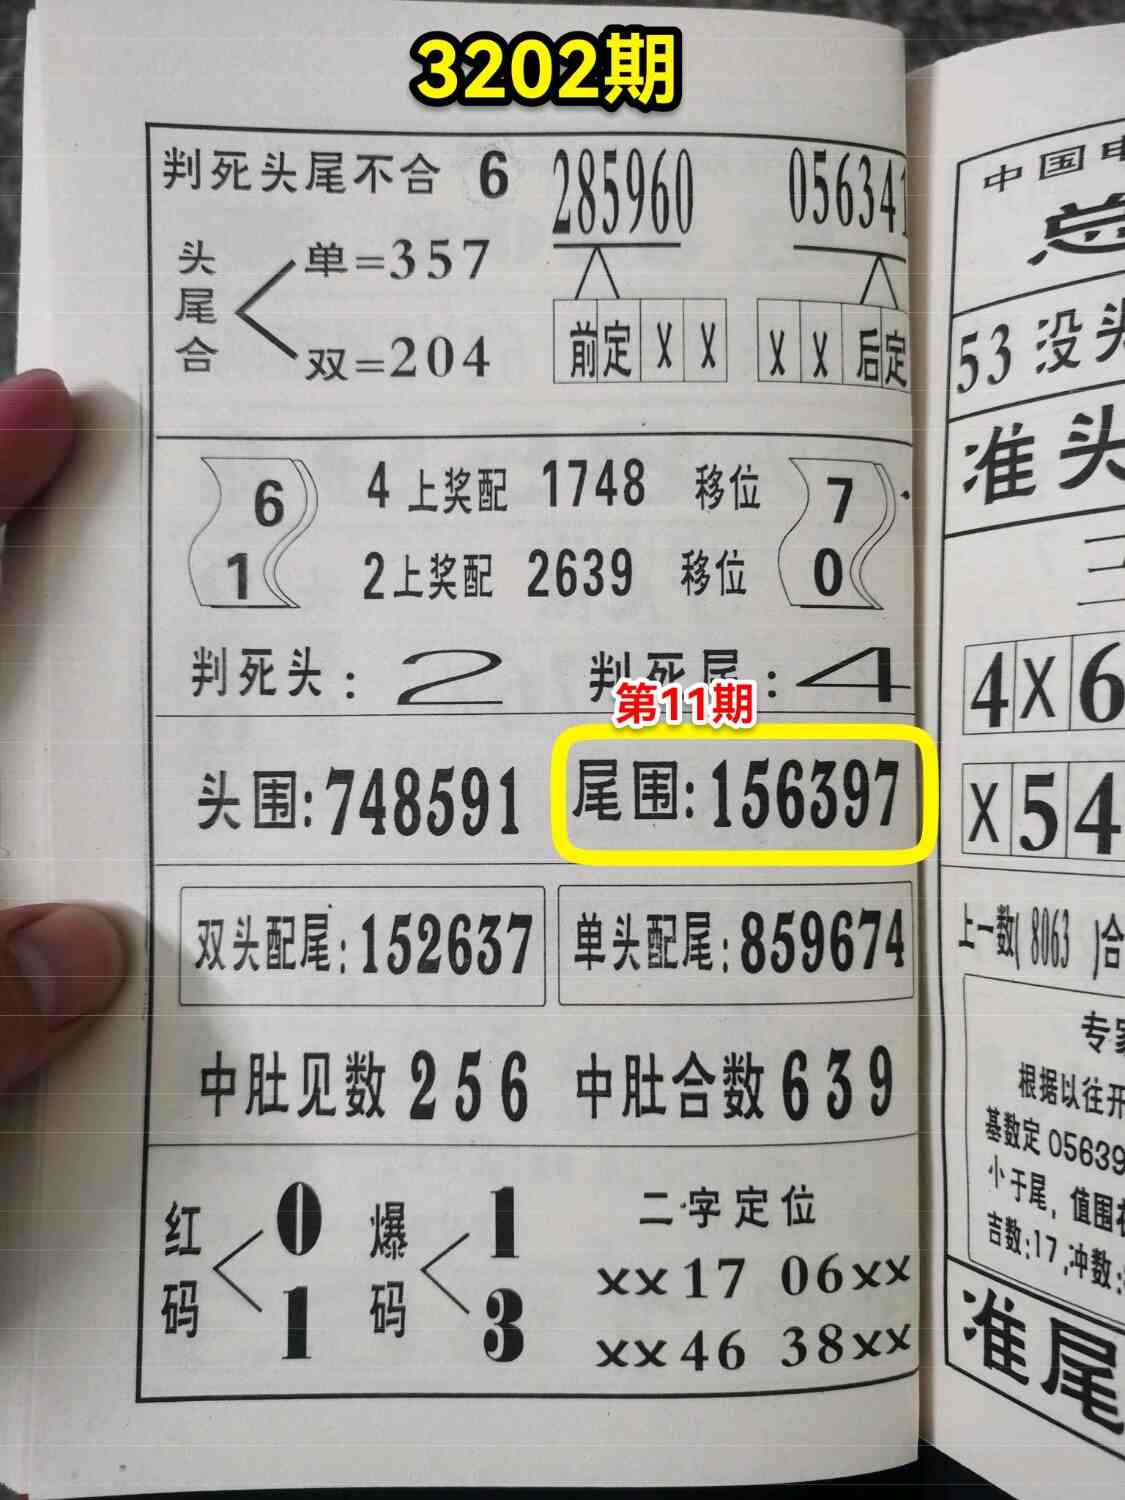 3202期
判死头尾不合 6
285960
05634
头尾合
单=357
双=204
前定XX
XX后定
6
1
4上奖配 1748 移位
2上奖配 2639 移位
7
0
判死头：2
判死尾：4
第11期
头围:748591
尾围:156397
双头配尾:152637
单头配尾:859674
中肚见数 256
中肚合数 639
红码
0
1
爆码
1
3
二字定位
××17 06××
××46 38××
中国
总
53没头
准头
4X6
X54
上一数(8063)合
专家
根据以往开
基数定 05639
小于尾，值围
吉数:17,冲数:
准尾